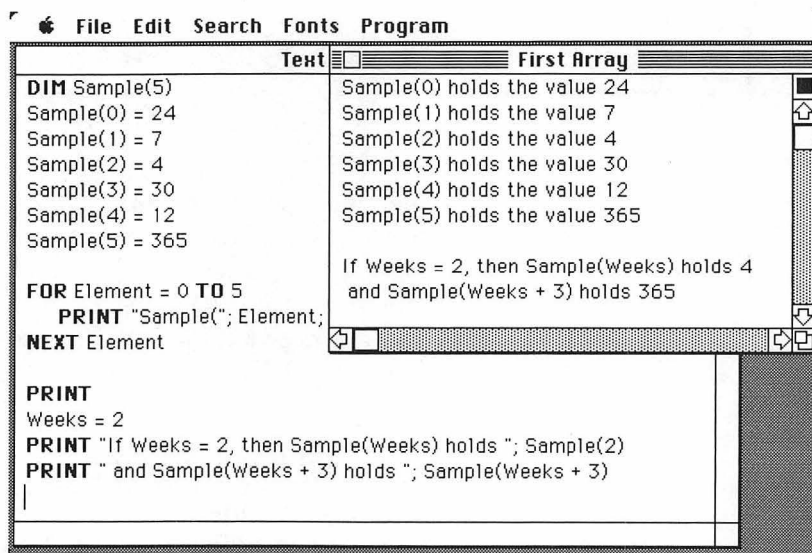 File Edit Search Fonts Program
Text
DIM Sample(5)
Sample(0) = 24
Sample(1) = 7
Sample(2) = 4
Sample(3) = 30
Sample(4) = 12
Sample(5) = 365
FOR Element = 0 TO 5
PRINT "Sample("; Element;
NEXT Element
PRINT
Weeks = 2
PRINT "If Weeks = 2, then Sample(Weeks) holds "; Sample(2)
PRINT " and Sample(Weeks + 3) holds "; Sample(Weeks + 3)
First Array
Sample(0) holds the value 24
Sample(1) holds the value 7
Sample(2) holds the value 4
Sample(3) holds the value 30
Sample(4) holds the value 12
Sample(5) holds the value 365
If Weeks = 2, then Sample(Weeks) holds 4
and Sample(Weeks + 3) holds 365